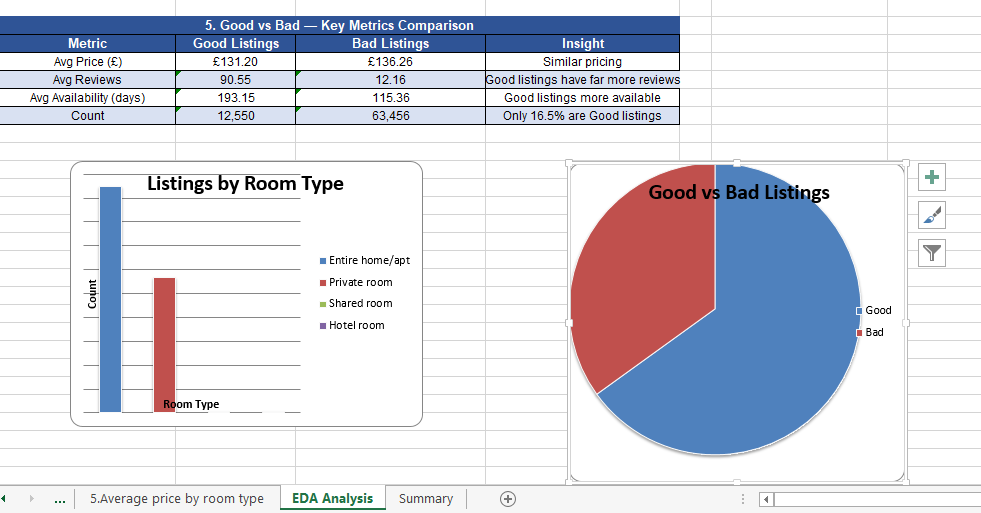 5. Good vs Bad — Key Metrics Comparison
Metric Good Listings Bad Listings Insight
Avg Price (£) £131.20 £136.26 Similar pricing
Avg Reviews 90.55 12.16 Good listings have far more reviews
Avg Availability (days) 193.15 115.36 Good listings more available
Count 12,550 63,456 Only 16.5% are Good listings
Listings by Room Type
Count
Room Type
Entire home/apt
Private room
Shared room
Hotel room
Good vs Bad Listings
Good
Bad
... 5.Average price by room type EDA Analysis Summary